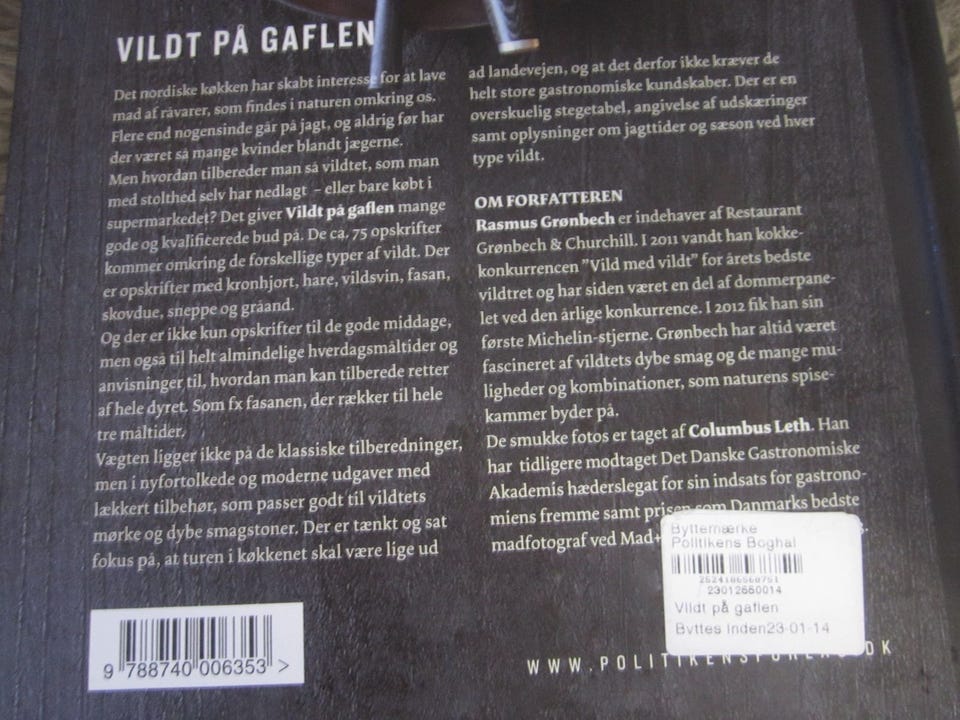 VILDT PÅ GAFLEN
Det nordiske køkken har skabt interesse for at lave
mad af råvarer, som findes i naturen omkring os.
Flere end nogensinde går på jagt, og aldrig før har
der været så mange kvinder blandt jægerne.
Men hvordan tilbereder man så vildtet, som man
med stolthed selv har nedlagt – eller bare købt i
supermarkedet? Det giver Vildt på gaflen mange
gode og kvalificerede bud på. De ca. 75 opskrifter
kommer omkring de forskellige typer af vildt. Der
er opskrifter med kronhjort, hare, vildsvin, fasan,
skovdue, sneppe og gråand.
Og der er ikke kun opskrifter til de gode middage,
men også til helt almindelige hverdagsmåltider og
anvisninger til, hvordan man kan tilberede retter
af hele dyret. Som fx fasanen, der rækker til hele
tre måltider.
Vægten ligger ikke på de klassiske tilberedninger,
men i nyfortolkede og moderne udgaver med
lækkert tilbehør, som passer godt til vildtets
mørke og dybe smagstoner. Der er tænkt og sat
fokus på, at turen i køkkenet skal være lige ud
ad landevejen, og at det derfor ikke kræver de
helt store gastronomiske kundskaber. Der er en
overskuelig stegetabel, angivelse af udskæringer
samt oplysninger om jagttider og sæson ved hver
type vildt.
OM FORFATTEREN
Rasmus Grønbech er indehaver af Restaurant
Grønbech & Churchill. I 2011 vandt han kokke-
konkurrencen "Vild med vildt" for årets bedste
vildtret og har siden været en del af dommerpane-
let ved den årlige konkurrence. I 2012 fik han sin
første Michelin-stjerne. Grønbech har altid været
fascineret af vildtets dybe smag og de mange mu-
ligheder og kombinationer, som naturens spise-
kammer byder på.
De smukke fotos er taget af Columbus Leth. Han
har tidligere modtaget Det Danske Gastronomiske
Akademis hæderslegat for sin indsats for gastrono-
miens fremme samt prisen som Danmarks bedste
madfotograf ved Mad+
Byttemærke
Politikens Boghal
2524186560751
23012660014
Vildt på gaflen
Byttes inden23-01-14
9 788740 006353 >
WWW.POLITIKENSFORLAG.DK